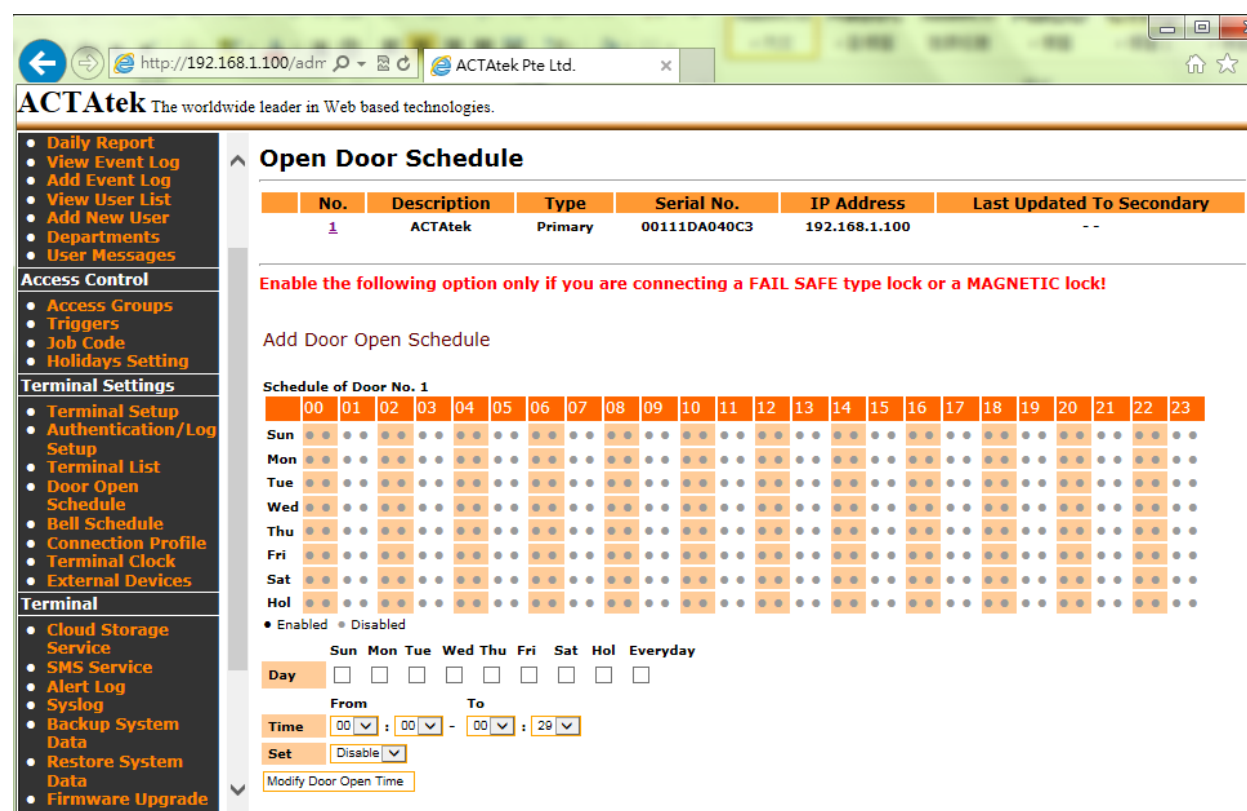 http://192.168.1.100/adm
ACTAtek Pte Ltd.
ACTAtek The worldwide leader in Web based technologies.
Daily Report
View Event Log
Add Event Log
View User List
Add New User
Departments
User Messages
Access Control
Access Groups
Triggers
Job Code
Holidays Setting
Terminal Settings
Terminal Setup
Authentication/Log
Setup
Terminal List
Door Open
Schedule
Bell Schedule
Connection Profile
Terminal Clock
External Devices
Terminal
Cloud Storage
Service
SMS Service
Alert Log
Syslog
Backup System
Data
Restore System
Data
Firmware Upgrade
Open Door Schedule
No. Description Type Serial No. IP Address Last Updated To Secondary
1 ACTAtek Primary 00111DA040C3 192.168.1.100 - -
Enable the following option only if you are connecting a FAIL SAFE type lock or a MAGNETIC lock!
Add Door Open Schedule
Schedule of Door No. 1
00 01 02 03 04 05 06 07 08 09 10 11 12 13 14 15 16 17 18 19 20 21 22 23
Sun
Mon
Tue
Wed
Thu
Fri
Sat
Hol
• Enabled • Disabled
Sun Mon Tue Wed Thu Fri Sat Hol Everyday
Day
From To
Time 00 : 00 - 00 : 29
Set Disable
Modify Door Open Time